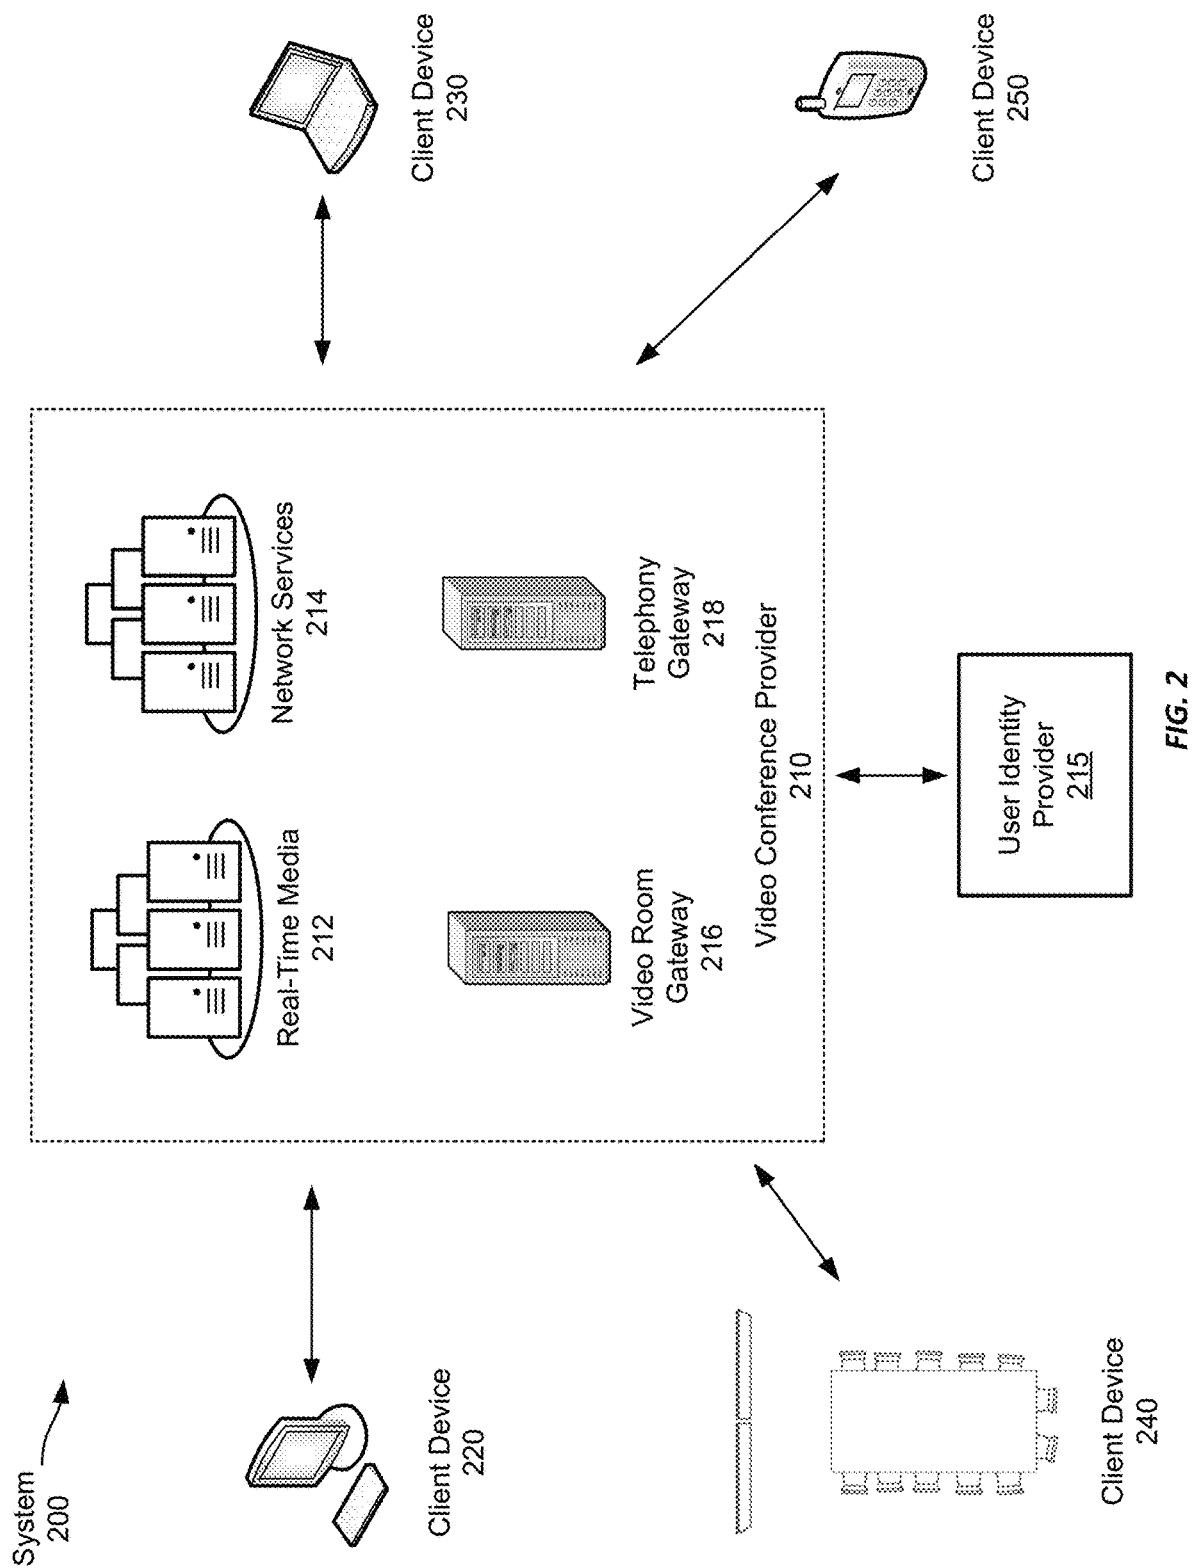 System
200
Real-Time Media
212
Network Services
214
Client Device
220
Client Device
230
Video Room
Gateway
216
Telephony
Gateway
218
Video Conference Provider
210
Client Device
240
User Identity
Provider
215
Client Device
250
FIG. 2